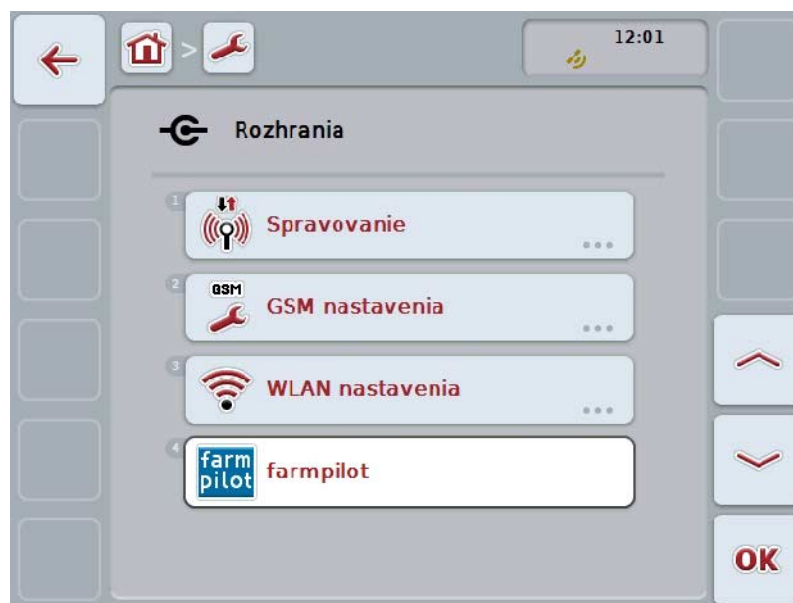 12:01
>
Rozhrania
1
Spravovanie
2
GSM
GSM nastavenia
3
WLAN nastavenia
4
farm
pilot
farmpilot
OK